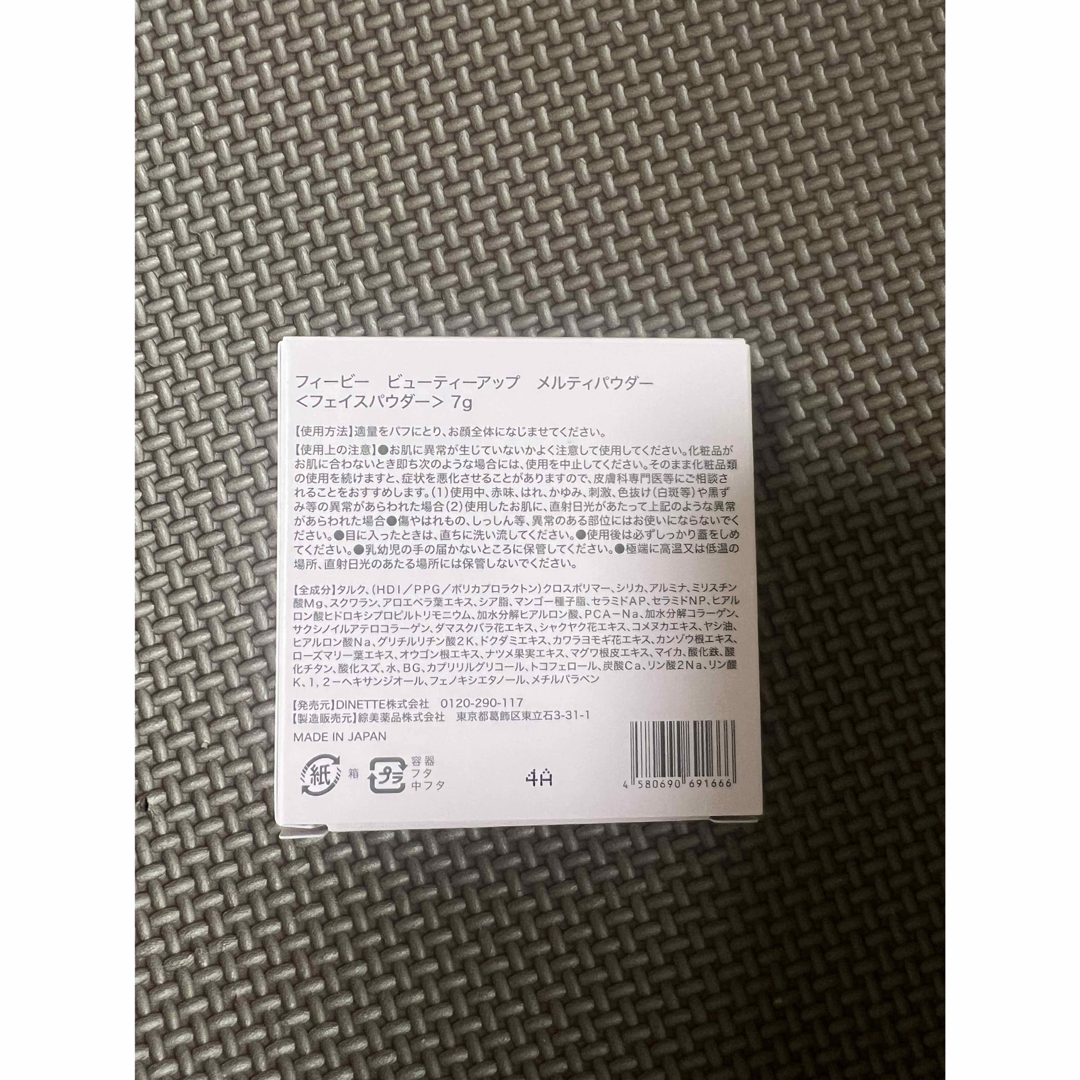 フィービー　ビューティーアップ　メルティパウダー
＜フェイスパウダー＞ 7g
【使用方法】適量をパフにとり、お顔全体になじませてください。
【使用上の注意】●お肌に異常が生じていないかよく注意して使用してください。化粧品が
お肌に合わないとき即ち次のような場合には、使用を中止してください。そのまま化粧品類
の使用を続けますと、症状を悪化させることがありますので、皮膚科専門医等にご相談さ
れることをおすすめします。(1)使用中、赤味、はれ、かゆみ、刺激、色抜け(白斑等)や黒ず
み等の異常があらわれた場合(2)使用したお肌に、直射日光があたって上記のような異常
があらわれた場合●傷やはれもの、しっしん等、異常のある部位にはお使いにならないでく
ださい。●目に入ったときは、直ちに洗い流してください。●使用後は必ずしっかり蓋をしめ
てください。●乳幼児の手の届かないところに保管してください。●極端に高温又は低温の
場所、直射日光のあたる場所には保管しないでください。
【全成分】タルク、(HDI／PPG／ポリカプロラクトン)クロスポリマー、シリカ、アルミナ、ミリスチン
酸Mg、スクワラン、アロエベラ葉エキス、シア脂、マンゴー種子脂、セラミドAP、セラミドNP、ヒアル
ロン酸ヒドロキシプロピルトリモニウム、加水分解ヒアルロン酸、PCA－Na、加水分解コラーゲン、
サクシノイルアテロコラーゲン、ダマスクバラ花エキス、シャクヤク花エキス、コメヌカエキス、ヤシ油、
ヒアルロン酸Na、グリチルリチン酸2K、ドクダミエキス、カワラヨモギ花エキス、カンゾウ根エキス、
ローズマリー葉エキス、オウゴン根エキス、ナツメ果実エキス、マグワ根皮エキス、マイカ、酸化鉄、酸
化チタン、酸化スズ、水、BG、カプリリルグリコール、トコフェロール、炭酸Ca、リン酸2Na、リン酸
K、1，2－ヘキサンジオール、フェノキシエタノール、メチルパラベン
【発売元】DINETTE株式会社　0120-290-117
【製造販売元】綜美薬品株式会社　東京都葛飾区東立石3-31-1
MADE IN JAPAN
紙 箱 プラ 容器
フタ
中フタ
4A
4 580690 691666